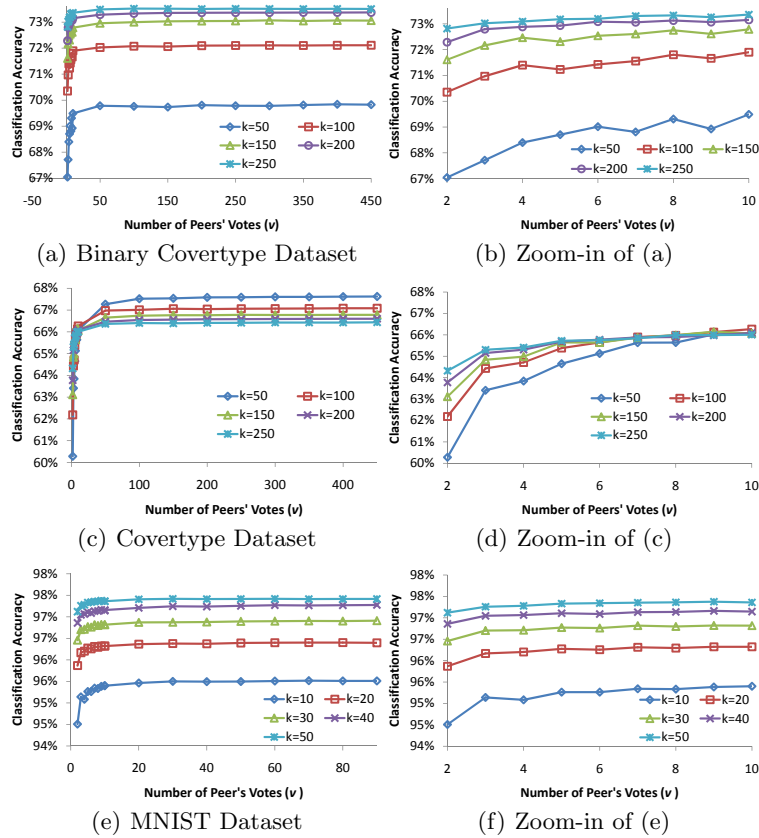 Classification Accuracy
73%
72%
71%
70%
69%
68%
67%
-50
50
150
250
350
450
k=50
k=100
k=150
k=200
k=250
Number of Peers' Votes (v)
(a) Binary Covertype Dataset
Classification Accuracy
73%
72%
71%
70%
69%
68%
67%
2
4
6
8
10
k=50
k=100
k=150
k=200
k=250
Number of Peers' Votes (v)
(b) Zoom-in of (a)
Classification Accuracy
68%
67%
66%
65%
64%
63%
62%
61%
60%
0
100
200
300
400
k=50
k=100
k=150
k=200
k=250
Number of Peers' Votes (v)
(c) Covertype Dataset
Classification Accuracy
68%
67%
66%
65%
64%
63%
62%
61%
60%
2
4
6
8
10
k=50
k=100
k=150
k=200
k=250
Number of Peers' Votes (v)
(d) Zoom-in of (c)
Classification Accuracy
98%
98%
97%
97%
96%
96%
95%
95%
94%
0
20
40
60
80
k=10
k=20
k=30
k=40
k=50
Number of Peer's Votes (v )
(e) MNIST Dataset
Classification Accuracy
98%
98%
97%
97%
96%
96%
95%
95%
94%
2
4
6
8
10
k=10
k=20
k=30
k=40
k=50
Number of Peer's Votes (v )
(f) Zoom-in of (e)